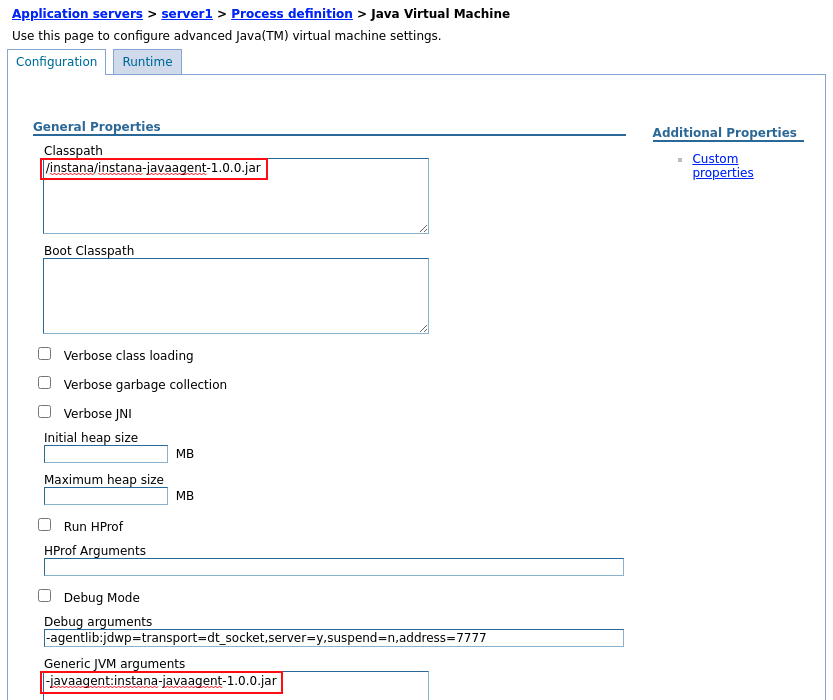 Application servers > server1 > Process definition > Java Virtual Machine
Use this page to configure advanced Java(TM) virtual machine settings.
Configuration Runtime
General Properties
Additional Properties
Classpath
/instana/instana-javaagent-1.0.0.jar
Custom
properties
Boot Classpath
Verbose class loading
Verbose garbage collection
Verbose JNI
Initial heap size
MB
Maximum heap size
MB
Run HProf
HProf Arguments
Debug Mode
Debug arguments
-agentlib:jdwp=transport=dt_socket,server=y,suspend=n,address=7777
Generic JVM arguments
-javaagent:instana-javaagent-1.0.0.jar